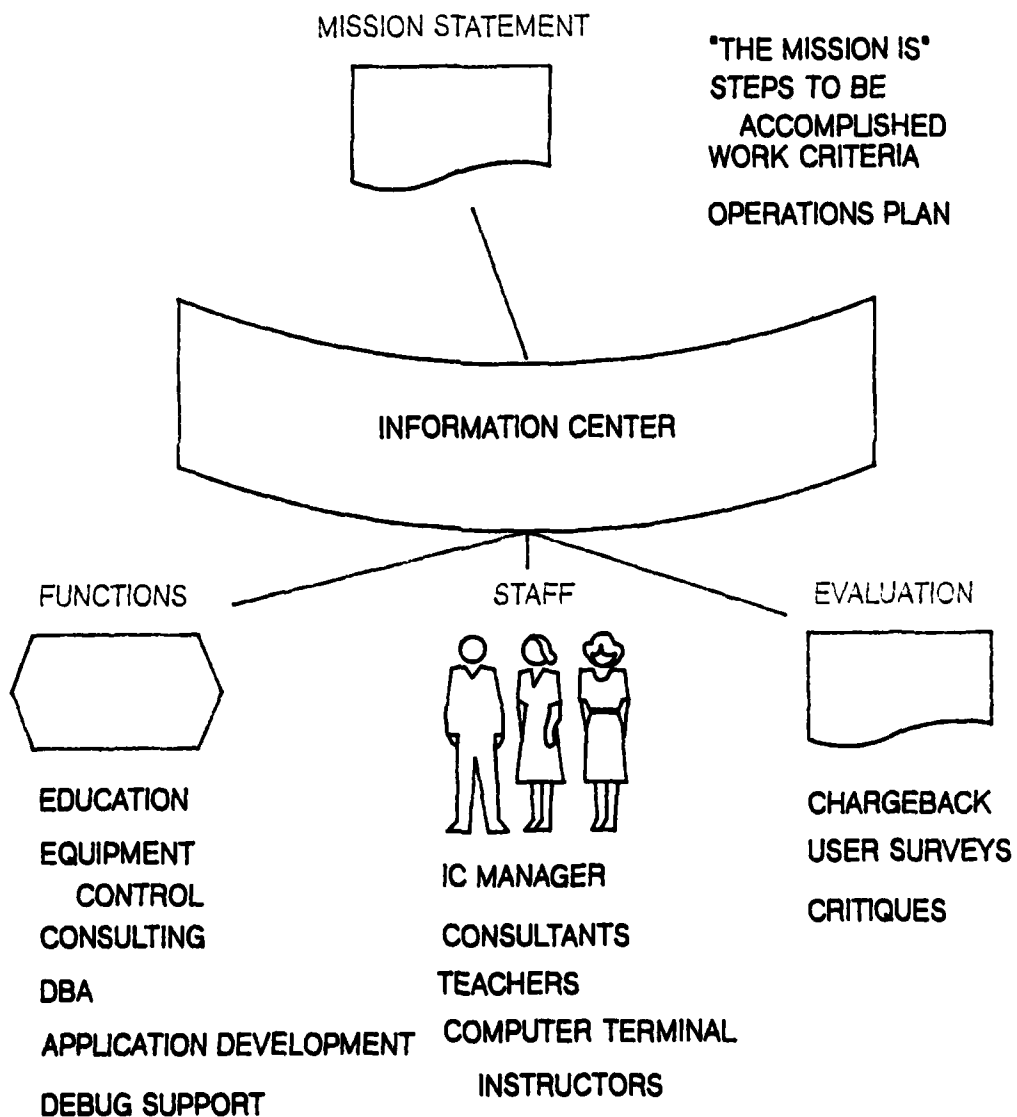 MISSION STATEMENT
"THE MISSION IS"
STEPS TO BE
ACCOMPLISHED
WORK CRITERIA
OPERATIONS PLAN
INFORMATION CENTER
FUNCTIONS
EDUCATION
EQUIPMENT
CONTROL
CONSULTING
DBA
APPLICATION DEVELOPMENT
DEBUG SUPPORT
STAFF
IC MANAGER
CONSULTANTS
TEACHERS
COMPUTER TERMINAL
INSTRUCTORS
EVALUATION
CHARGEBACK
USER SURVEYS
CRITIQUES